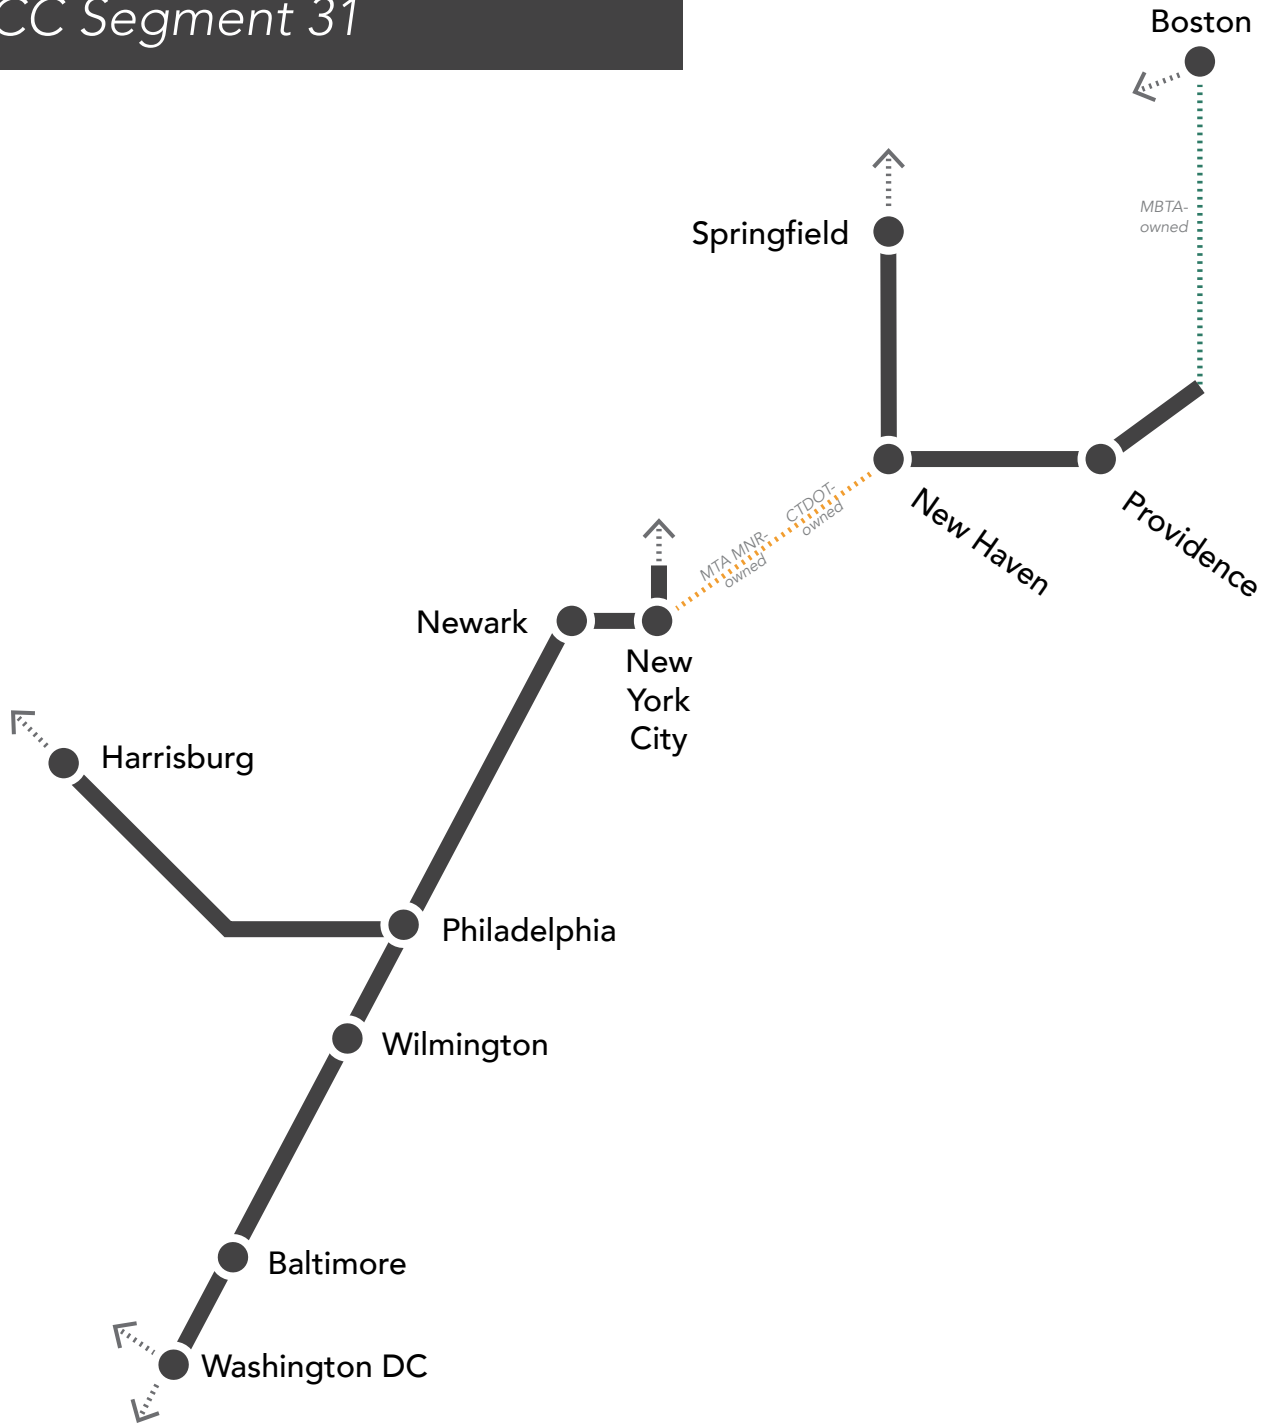 CC Segment 31
Boston
MBTA-
owned
Springfield
CTDOT-
owned
MTA MNR-
owned
New Haven
Providence
Newark
New
York
City
Harrisburg
Philadelphia
Wilmington
Baltimore
Washington DC